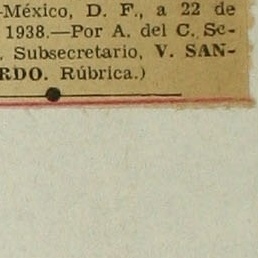 -México, D. F., a 22 de
1938.—Por A. del C. Se-
. Subsecretario, V. SAN-
RDO. Rúbrica.)